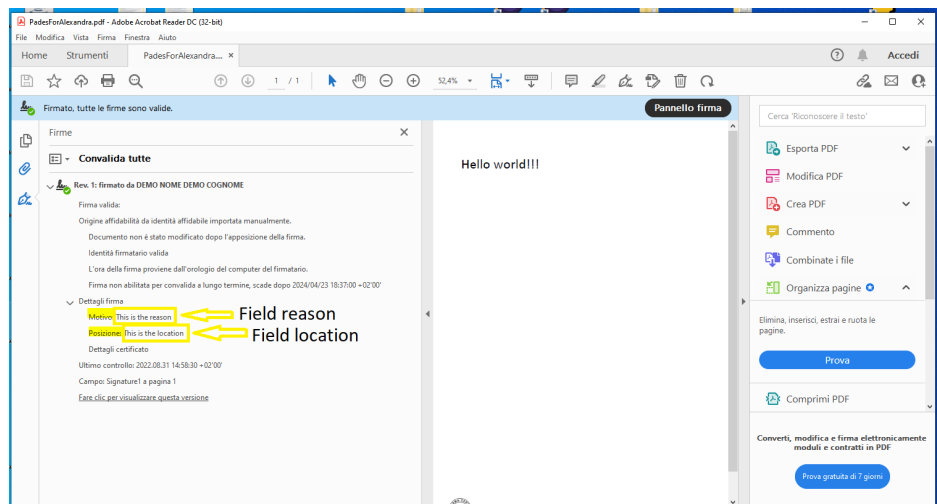 PadesForAlexandra.pdf - Adobe Acrobat Reader DC (32-bit)
File Modifica Vista Firma Finestra Aiuto
Home Strumenti PadesForAlexandra... × Accedi
1 / 1 52,4%
Firmato, tutte le firme sono valide. Pannello firma
Firme
Convalida tutte
Rev. 1: firmato da DEMO NOME DEMO COGNOME
Firma valida:
Origine affidabilità da identità affidabile importata manualmente.
Documento non è stato modificato dopo l'apposizione della firma.
Identità firmatario valida
L'ora della firma proviene dall'orologio del computer del firmatario.
Firma non abilitata per convalida a lungo termine, scade dopo 2024/04/23 18:37:00 +02'00'
Dettagli firma
Motivo: This is the reason Field reason
Posizione: This is the location Field location
Dettagli certificato
Ultimo controllo: 2022.08.31 14:58:30 +02'00'
Campo: Signature1 a pagina 1
Fare clic per visualizzare questa versione
Hello world!!!
Cerca 'Riconoscere il testo'
Esporta PDF
Modifica PDF
Crea PDF
Commento
Combinate i file
Organizza pagine
Elimina, inserisci, estrai e ruota le
pagine.
Prova
Comprimi PDF
Converti, modifica e firma elettronicamente
moduli e contratti in PDF
Prova gratuita di 7 giorni